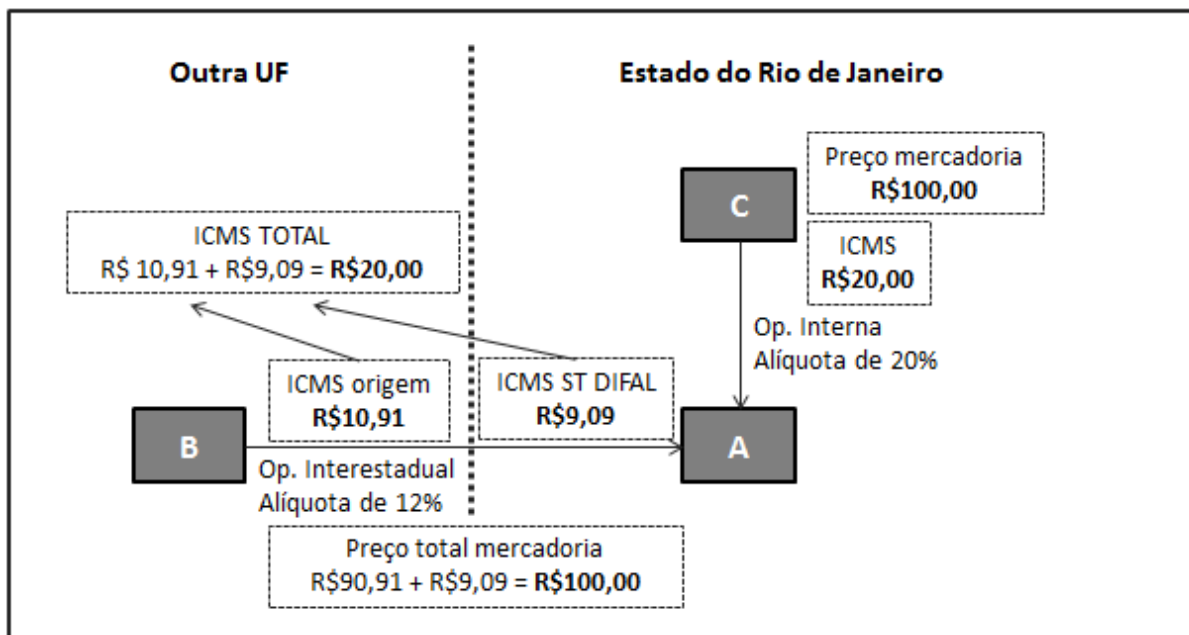 Outra UF
Estado do Rio de Janeiro
Preço mercadoria
R$100,00
C
ICMS
R$20,00
ICMS TOTAL
R$ 10,91 + R$9,09 = R$20,00
Op. Interna
Alíquota de 20%
ICMS origem
R$10,91
ICMS ST DIFAL
R$9,09
B
A
Op. Interestadual
Alíquota de 12%
Preço total mercadoria
R$90,91 + R$9,09 = R$100,00